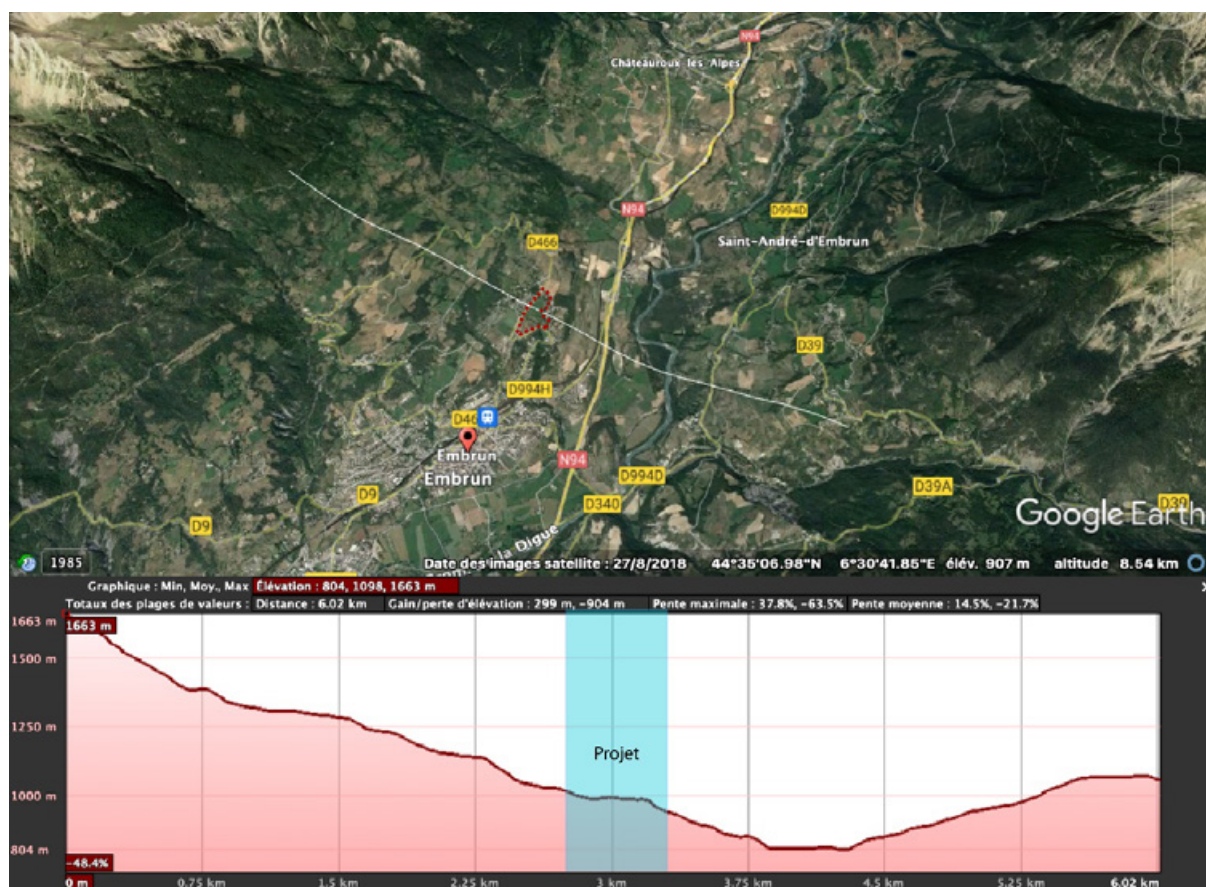 N94
Châteauroux les Alpes
N94
D994D
D466
Saint-André-d'Embrun
D39
D994H
D46
Embrun
Embrun
N94
D994D
D39A
D9
D340
D39
D9
la Digue
Google Earth
1985
Date des images satellite : 27/8/2018 44°35'06.98"N 6°30'41.85"E élév. 907 m altitude 8.54 km
Graphique : Min, Moy., Max Élévation : 804, 1098, 1663 m
Totaux des plages de valeurs : Distance : 6.02 km Gain/perte d'élévation : 299 m, -904 m Pente maximale : 37.8%, -63.5% Pente moyenne : 14.5%, -21.7%
1663 m
1663 m
1500 m
1250 m
Projet
1000 m
804 m
-48.4%
0 m 0.75 km 1.5 km 2.25 km 3 km 3.75 km 4.5 km 5.25 km 6.02 km